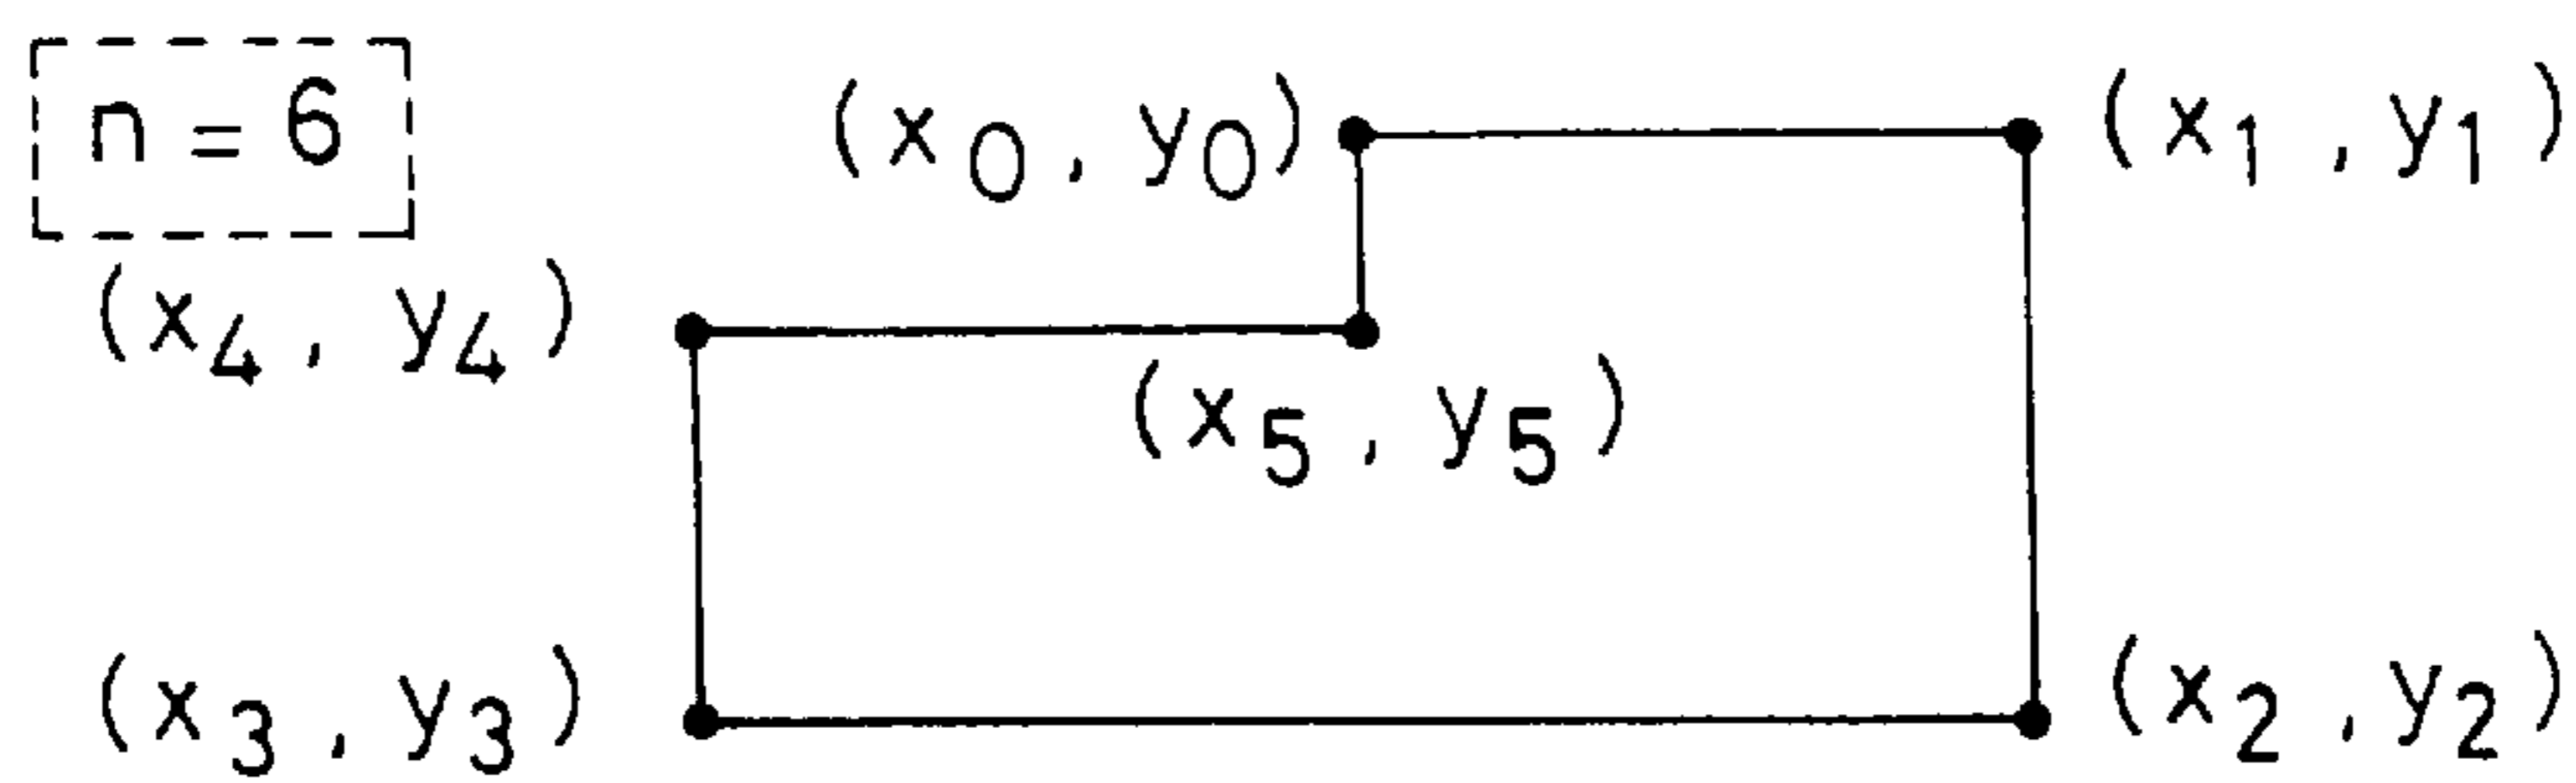 n = 6
(x0, y0)
(x1, y1)
(x4, y4)
(x5, y5)
(x3, y3)
(x2, y2)